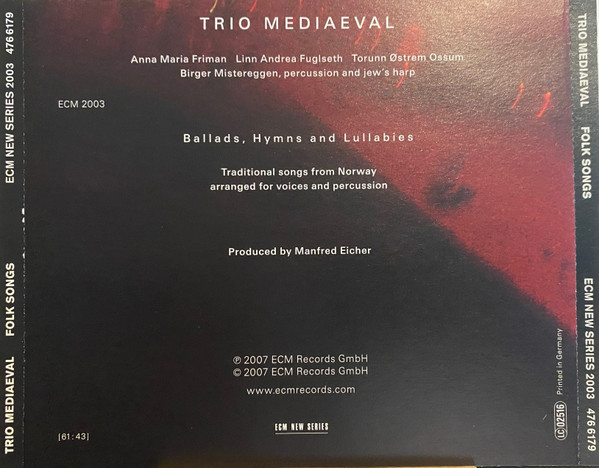 TRIO MEDIAEVAL
Anna Maria Friman Linn Andrea Fuglseth Torunn Østrem Ossum
Birger Mistereggen, percussion and jew's harp
ECM 2003
Ballads, Hymns and Lullabies
Traditional songs from Norway
arranged for voices and percussion
Produced by Manfred Eicher
℗ 2007 ECM Records GmbH
© 2007 ECM Records GmbH
www.ecmrecords.com
ECM NEW SERIES
[61:43]
LC 02516 Printed in Germany
TRIO MEDIAEVAL FOLK SONGS ECM NEW SERIES 2003 476 6179
TRIO MEDIAEVAL FOLK SONGS ECM NEW SERIES 2003 476 6179